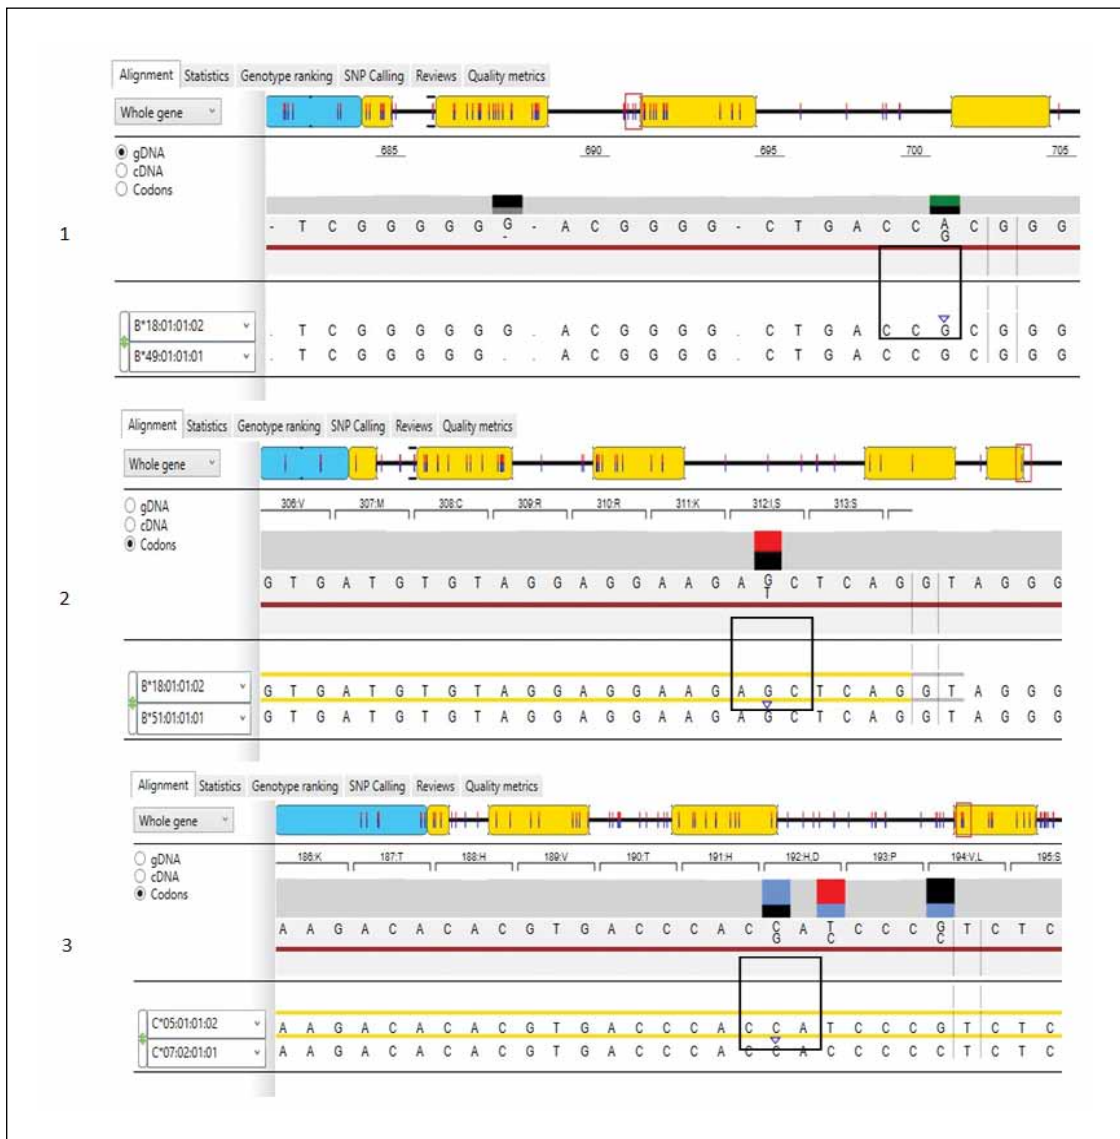 Alignment Statistics Genotype ranking SNP Calling Reviews Quality metrics
Whole gene
gDNA
cDNA
Codons
685 690 695 700 705
1
- T C G G G G G G - A C G G G G - C T G A C C A C G G G
- G
B*18:01:01:02
. T C G G G G G G . A C G G G G . C T G A C C G C G G G
B*49:01:01:01
. T C G G G G G . . A C G G G G . C T G A C C G C G G G
Alignment Statistics Genotype ranking SNP Calling Reviews Quality metrics
Whole gene
gDNA
cDNA
Codons
306:V 307:M 308:C 309:R 310:R 311:K 312:I,S 313:S
2
G T G A T G T G T A G G A G G A A G A G C T C A G G T A G G G
T
B*18:01:01:02
G T G A T G T G T A G G A G G A A G A G C T C A G G T A G G G
B*51:01:01:01
G T G A T G T G T A G G A G G A A G A G C T C A G G T A G G G
Alignment Statistics Genotype ranking SNP Calling Reviews Quality metrics
Whole gene
gDNA
cDNA
Codons
186:K 187:T 188:H 189:V 190:T 191:H 192:H,D 193:P 194:V,L 195:S
3
A A G A C A C A C G T G A C C C A C C A T C C C G T C T C
G C C
C*05:01:01:02
A A G A C A C A C G T G A C C C A C C A T C C C G T C T C
C*07:02:01:01
A A G A C A C A C G T G A C C C A C C A C C C C C T C T C